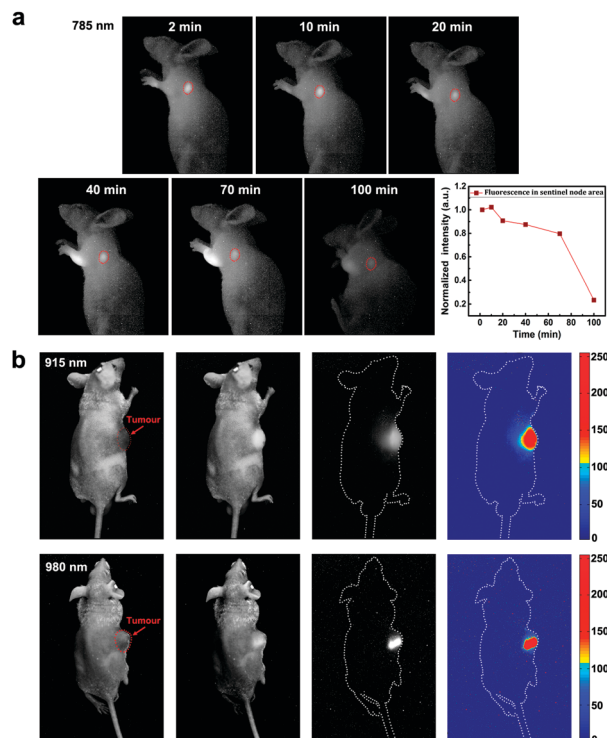 a
785 nm
2 min
10 min
20 min
40 min
70 min
100 min
Fluorescence in sentinel node area
Normalized intensity (a.u.)
1.2
1.0
0.8
0.6
0.4
0.2
0 20 40 60 80 100
Time (min)
b
915 nm
Tumour
250
200
150
100
50
0
980 nm
Tumour
250
200
150
100
50
0